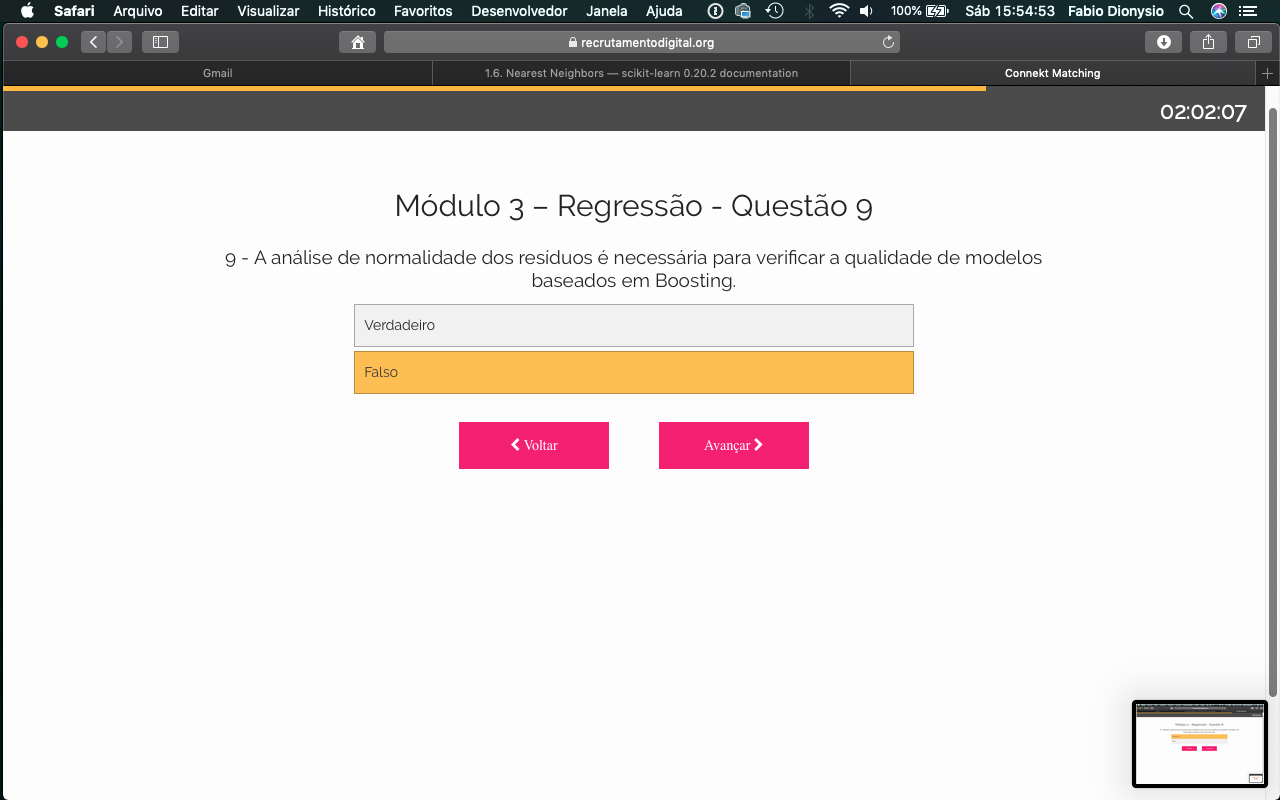 Safari Arquivo Editar Visualizar Histórico Favoritos Desenvolvedor Janela Ajuda 100% Sáb 15:54:53 Fabio Dionysio
recrutamentodigital.org
Gmail 1.6. Nearest Neighbors — scikit-learn 0.20.2 documentation Connekt Matching
02:02:07
Módulo 3 – Regressão - Questão 9
9 - A análise de normalidade dos resíduos é necessária para verificar a qualidade de modelos
baseados em Boosting.
Verdadeiro
Falso
Voltar Avançar